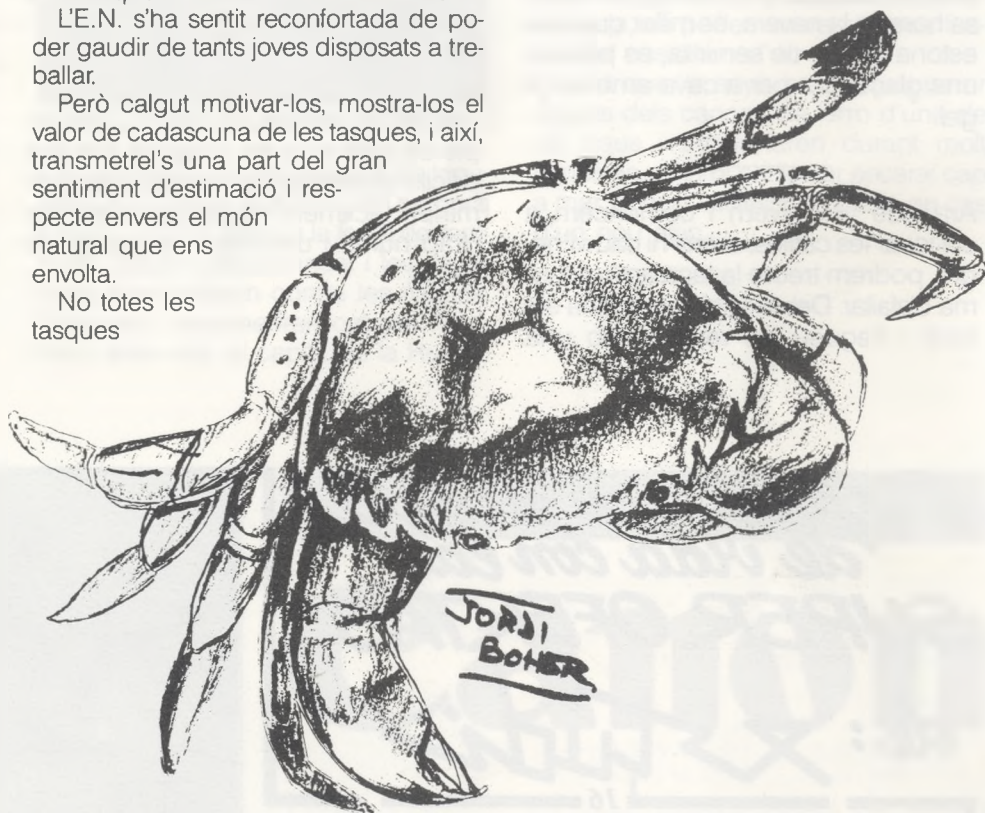 L'E.N. s'ha sentit reconfortada de po-
der gaudir de tants joves disposats a tre-
ballar.
Però calgut motivar-los, mostra-los el
valor de cadascuna de les tasques, i així,
transmetrel's una part del gran
sentiment d'estimació i res-
pecte envers el món
natural que ens
envolta.
No totes les
tasques
JORDI
BOHER